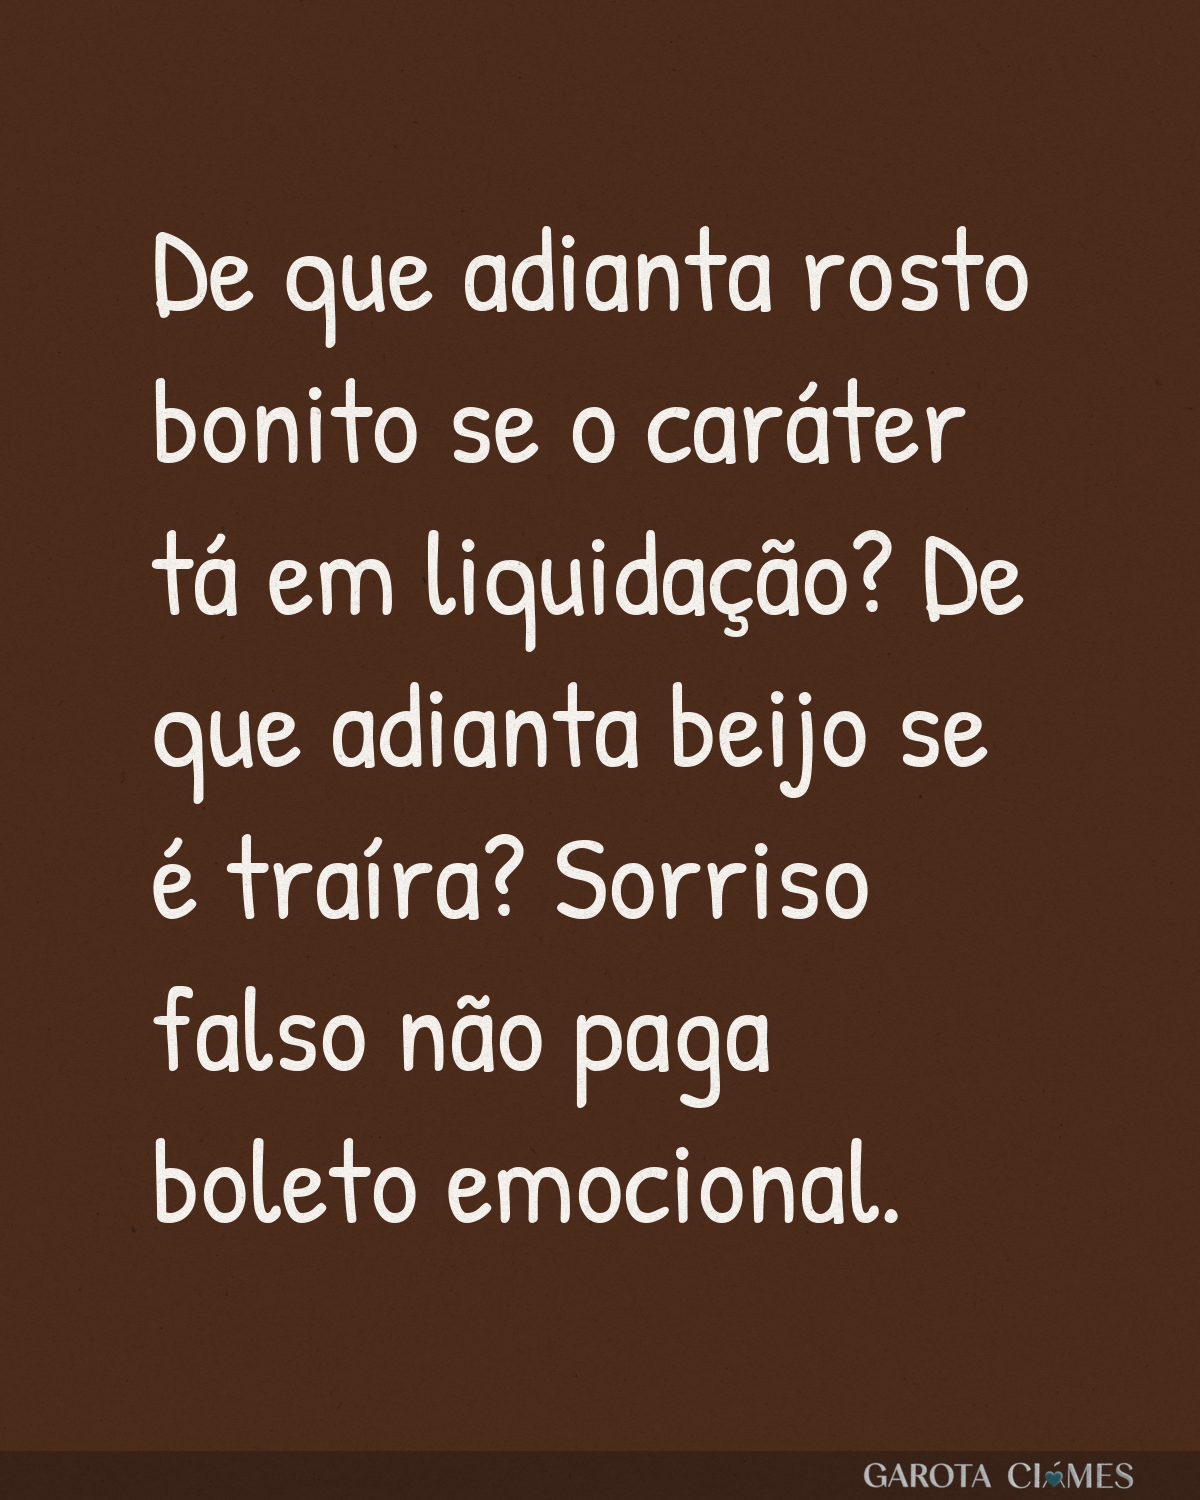 De que adianta rosto
bonito se o caráter
tá em liquidação? De
que adianta beijo se
é traíra? Sorriso
falso não paga
boleto emocional.
GAROTA CIÚMES